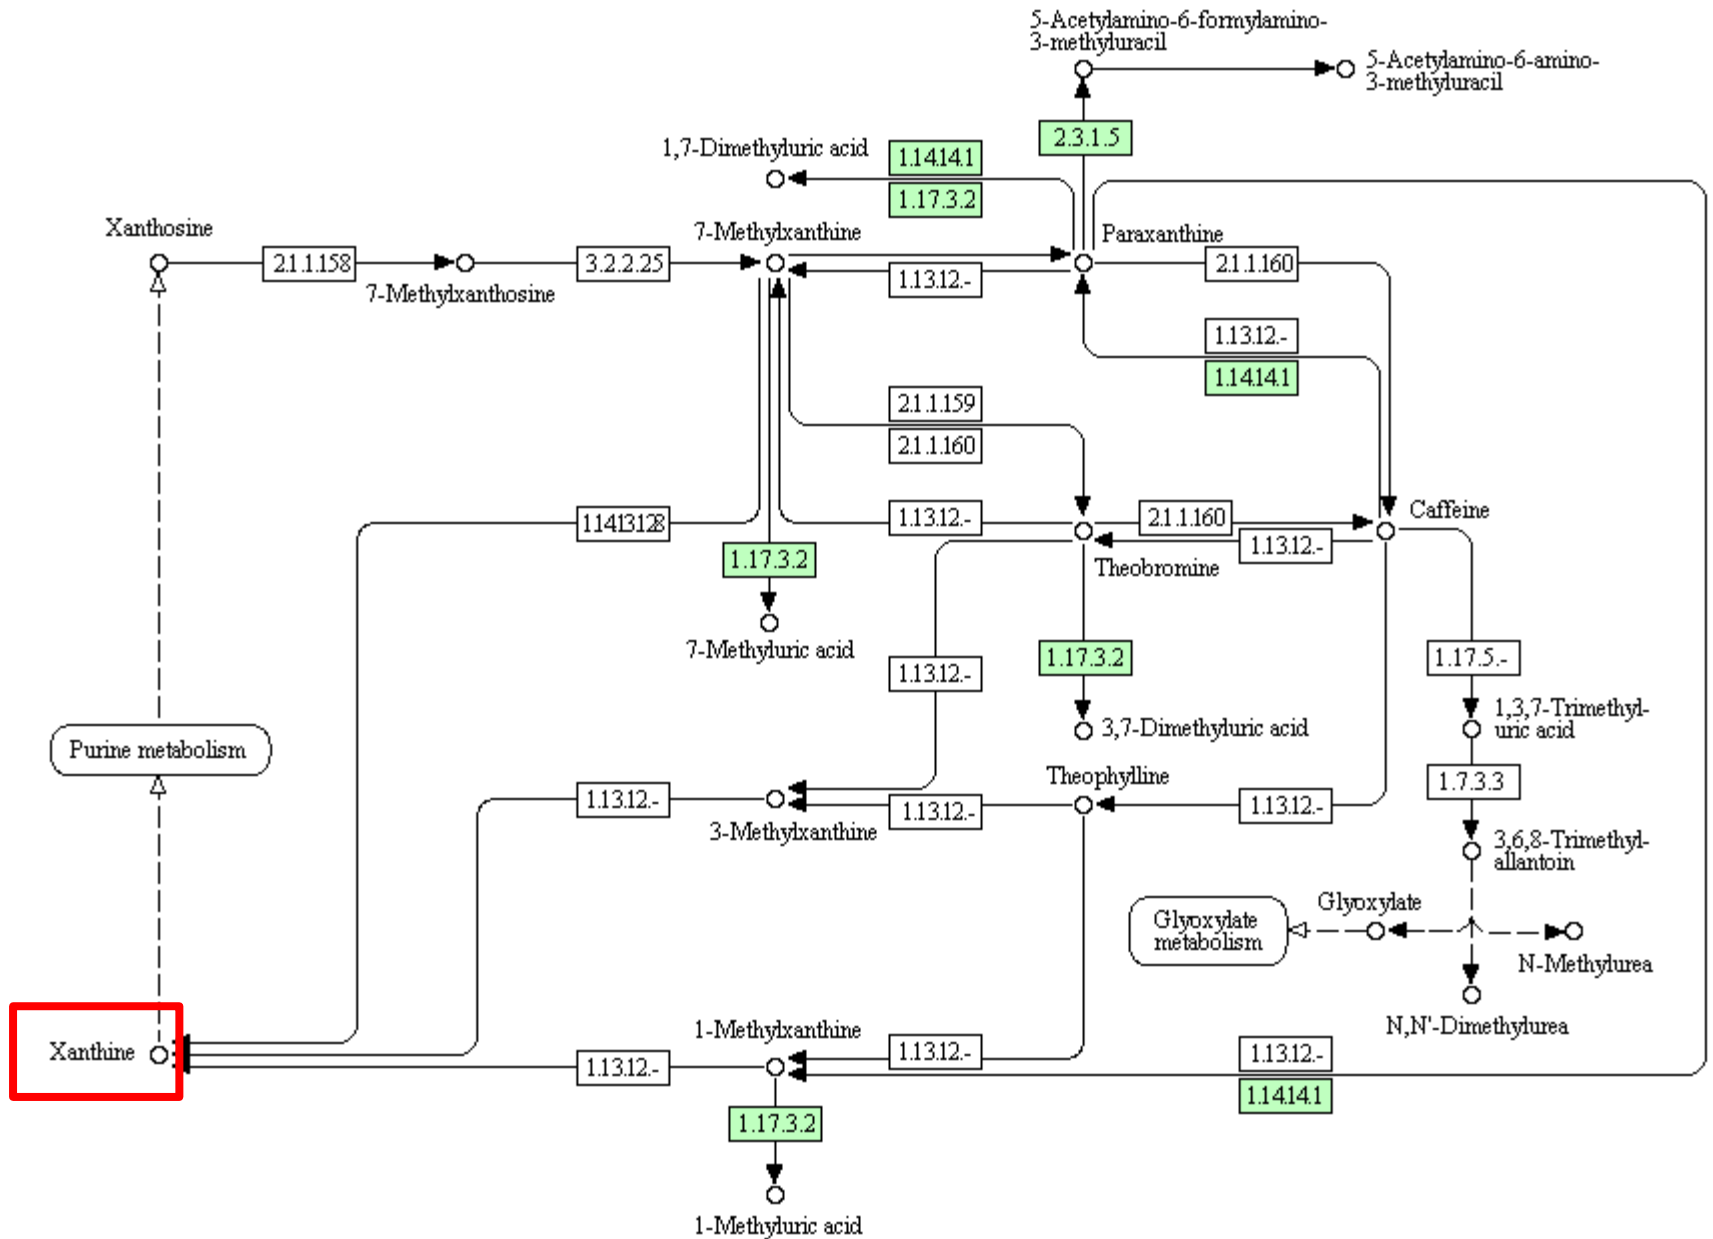 5-Acetylamino-6-formylamino-
3-methyluracil
5-Acetylamino-6-amino-
3-methyluracil
2.3.1.5
1,7-Dimethyluric acid
1.14.14.1
1.17.3.2
Xanthosine
7-Methylxanthine
Paraxanthine
2.1.1.158
3.2.2.25
2.1.1.160
7-Methylxanthosine
1.13.12.-
1.13.12.-
1.14.14.1
2.1.1.159
2.1.1.160
1.14.13.128
1.13.12.-
2.1.1.160
Caffeine
1.13.12.-
1.17.3.2
Theobromine
7-Methyluric acid
1.13.12.-
1.17.3.2
1.17.5.-
1,3,7-Trimethyl-
uric acid
3,7-Dimethyluric acid
Purine metabolism
Theophylline
1.7.3.3
1.13.12.-
1.13.12.-
1.13.12.-
3-Methylxanthine
3,6,8-Trimethyl-
allantoin
Glyoxylate
Glyoxylate
metabolism
N-Methylurea
N,N'-Dimethylurea
1-Methylxanthine
Xanthine
1.13.12.-
1.13.12.-
1.13.12.-
1.14.14.1
1.17.3.2
1-Methyluric acid